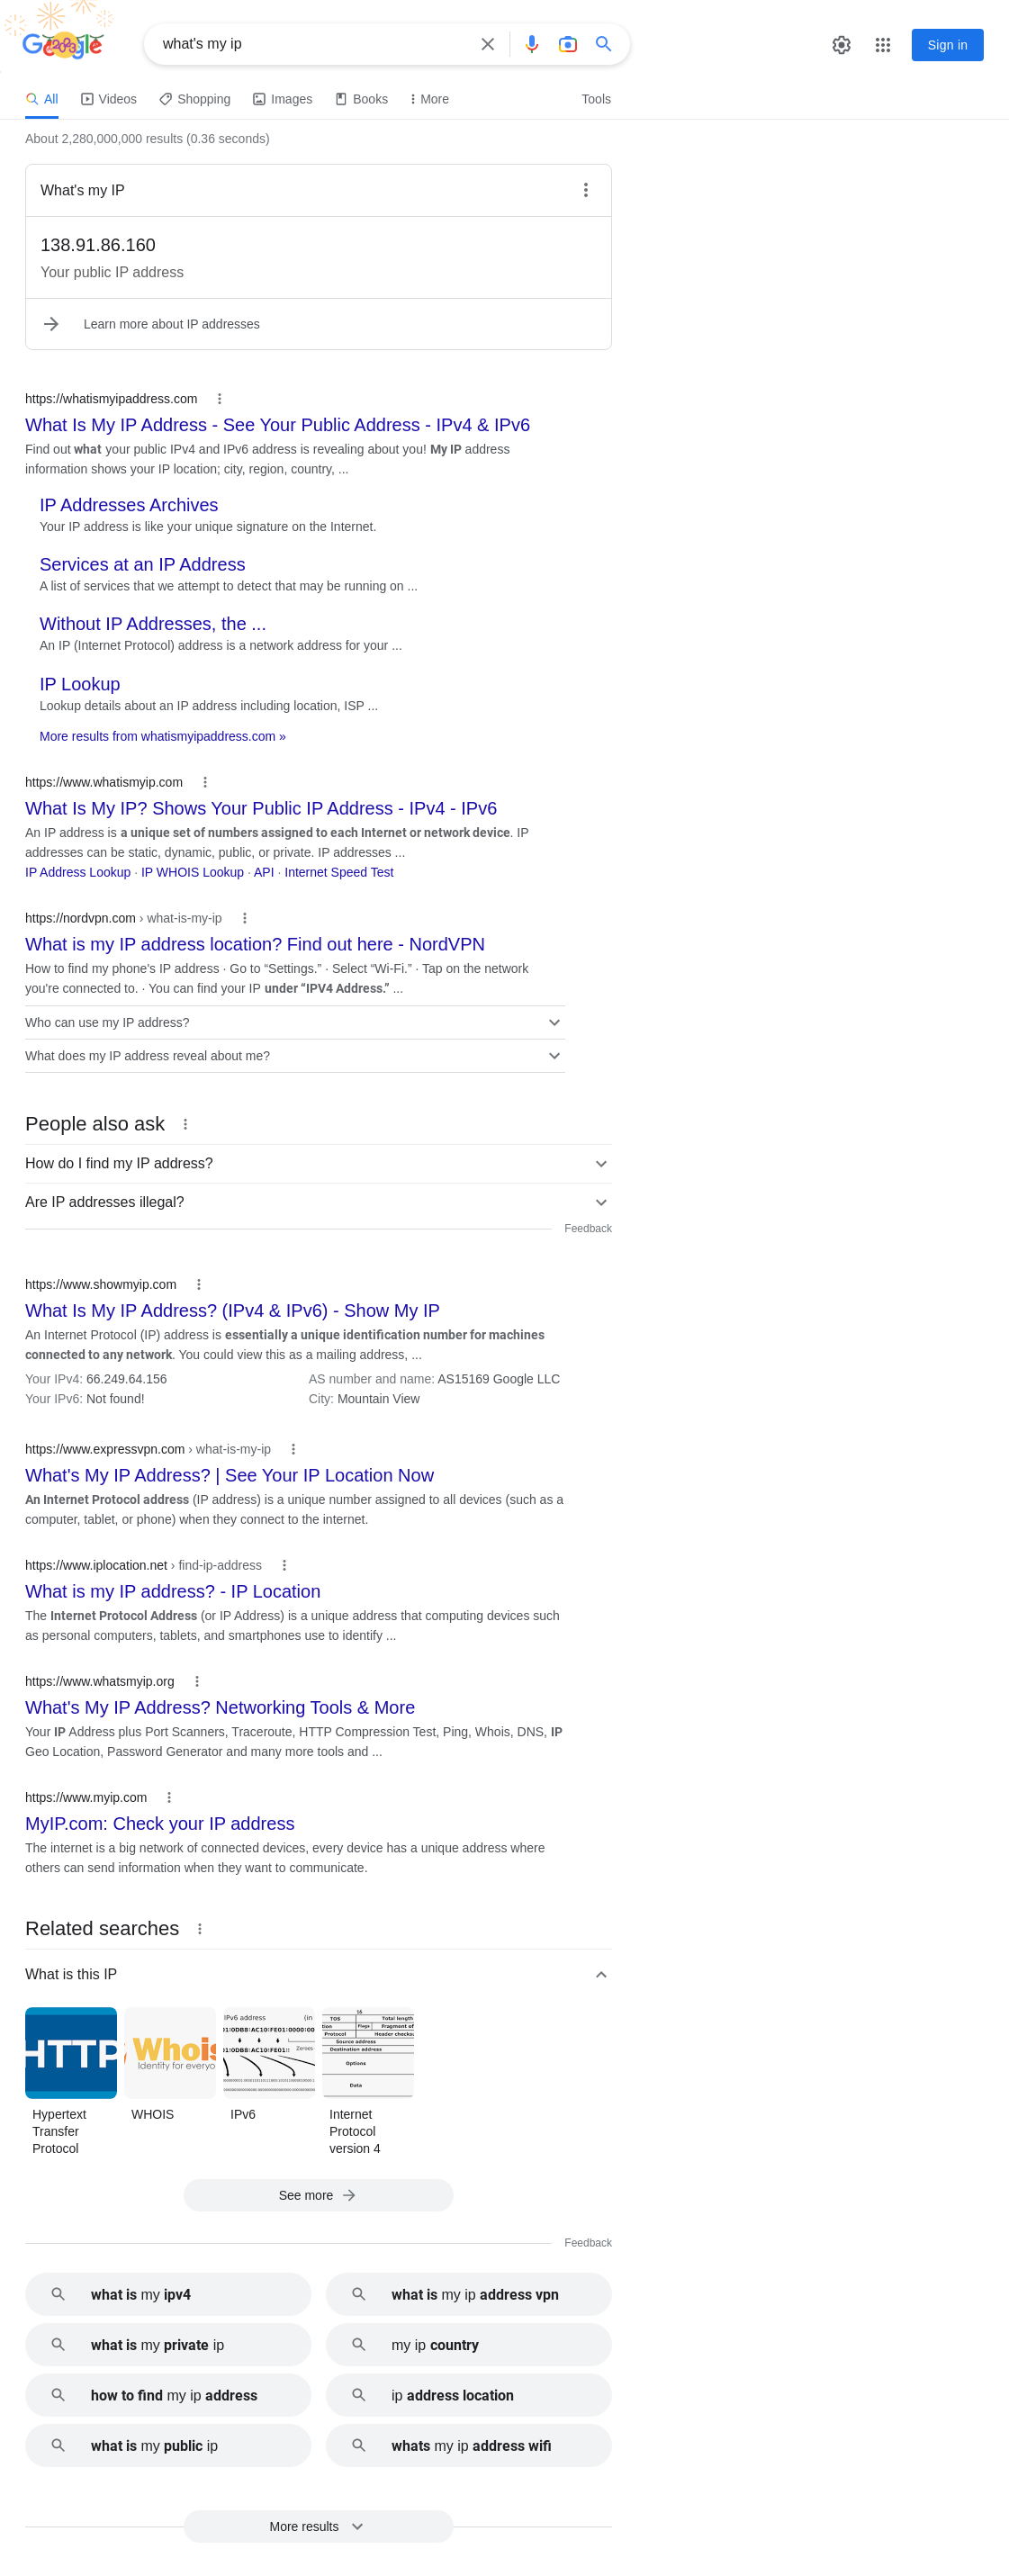 Google
2023
what's my ip
Sign in
All
Videos
Shopping
Images
Books
More
Tools
About 2,280,000,000 results (0.36 seconds)
What's my IP
138.91.86.160
Your public IP address
Learn more about IP addresses
https://whatismyipaddress.com
What Is My IP Address - See Your Public Address - IPv4 & IPv6
Find out what your public IPv4 and IPv6 address is revealing about you! My IP address
information shows your IP location; city, region, country, ...
IP Addresses Archives
Your IP address is like your unique signature on the Internet.
Services at an IP Address
A list of services that we attempt to detect that may be running on ...
Without IP Addresses, the ...
An IP (Internet Protocol) address is a network address for your ...
IP Lookup
Lookup details about an IP address including location, ISP ...
More results from whatismyipaddress.com »
https://www.whatismyip.com
What Is My IP? Shows Your Public IP Address - IPv4 - IPv6
An IP address is a unique set of numbers assigned to each Internet or network device. IP
addresses can be static, dynamic, public, or private. IP addresses ...
IP Address Lookup · IP WHOIS Lookup · API · Internet Speed Test
https://nordvpn.com › what-is-my-ip
What is my IP address location? Find out here - NordVPN
How to find my phone's IP address · Go to “Settings.” · Select “Wi-Fi.” · Tap on the network
you're connected to. · You can find your IP under “IPV4 Address.” ...
Who can use my IP address?
What does my IP address reveal about me?
People also ask
How do I find my IP address?
Are IP addresses illegal?
Feedback
https://www.showmyip.com
What Is My IP Address? (IPv4 & IPv6) - Show My IP
An Internet Protocol (IP) address is essentially a unique identification number for machines
connected to any network. You could view this as a mailing address, ...
Your IPv4: 66.249.64.156
AS number and name: AS15169 Google LLC
Your IPv6: Not found!
City: Mountain View
https://www.expressvpn.com › what-is-my-ip
What's My IP Address? | See Your IP Location Now
An Internet Protocol address (IP address) is a unique number assigned to all devices (such as a
computer, tablet, or phone) when they connect to the internet.
https://www.iplocation.net › find-ip-address
What is my IP address? - IP Location
The Internet Protocol Address (or IP Address) is a unique address that computing devices such
as personal computers, tablets, and smartphones use to identify ...
https://www.whatsmyip.org
What's My IP Address? Networking Tools & More
Your IP Address plus Port Scanners, Traceroute, HTTP Compression Test, Ping, Whois, DNS, IP
Geo Location, Password Generator and many more tools and ...
https://www.myip.com
MyIP.com: Check your IP address
The internet is a big network of connected devices, every device has a unique address where
others can send information when they want to communicate.
Related searches
What is this IP
HTTP
Whois
Identity for everyo
IPv6 address (in
Zeroes
16
TOS Total length
Flags Fragment of
Protocol Header checksu
Source address
Destination address
Options
Data
Hypertext
Transfer
Protocol
WHOIS
IPv6
Internet
Protocol
version 4
See more
Feedback
what is my ipv4
what is my ip address vpn
what is my private ip
my ip country
how to find my ip address
ip address location
what is my public ip
whats my ip address wifi
More results